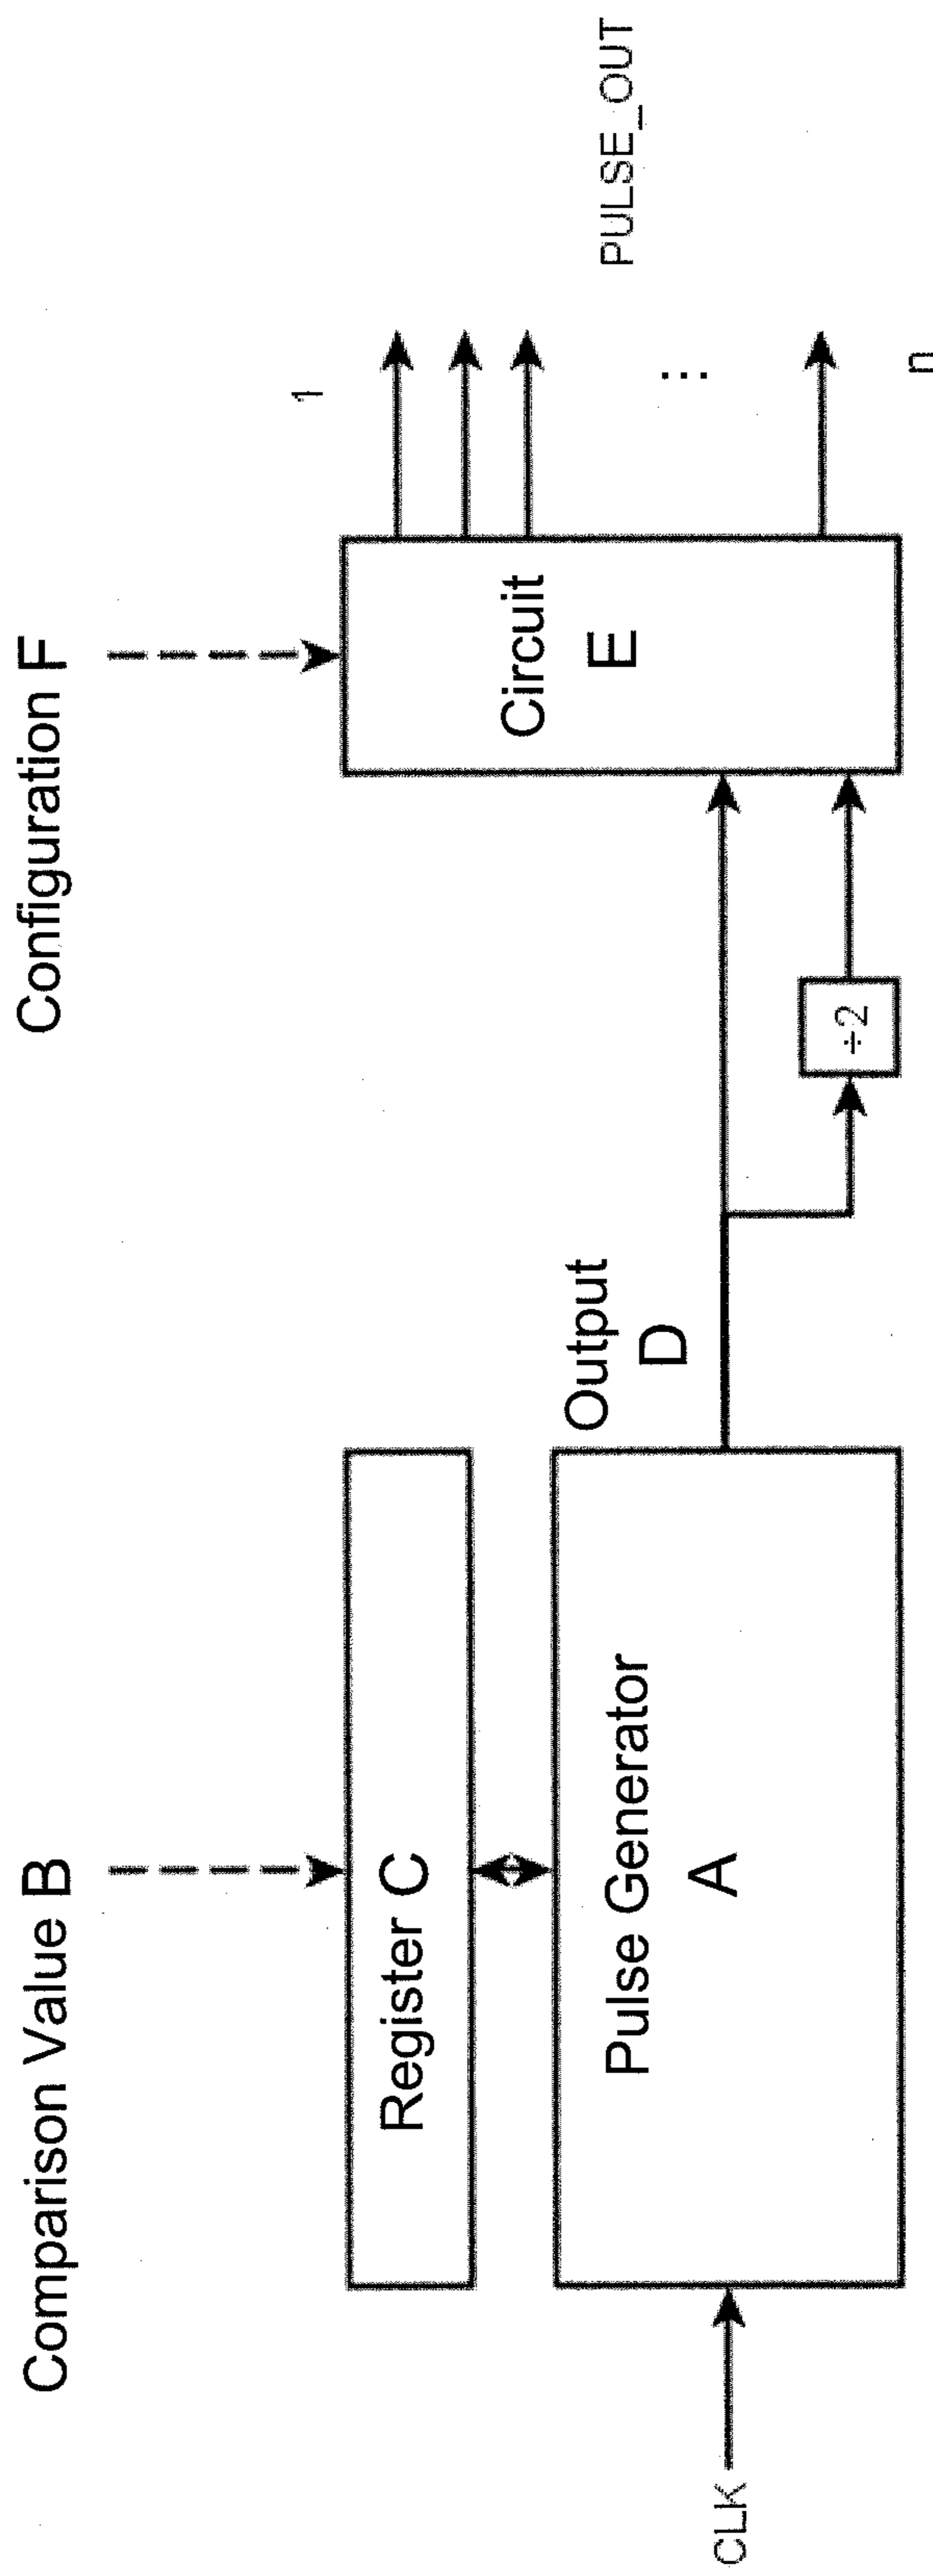 Comparison Value B
Configuration F
Register C
Pulse Generator
A
CLK
Output
D
÷2
Circuit
E
1
...
n
PULSE_OUT